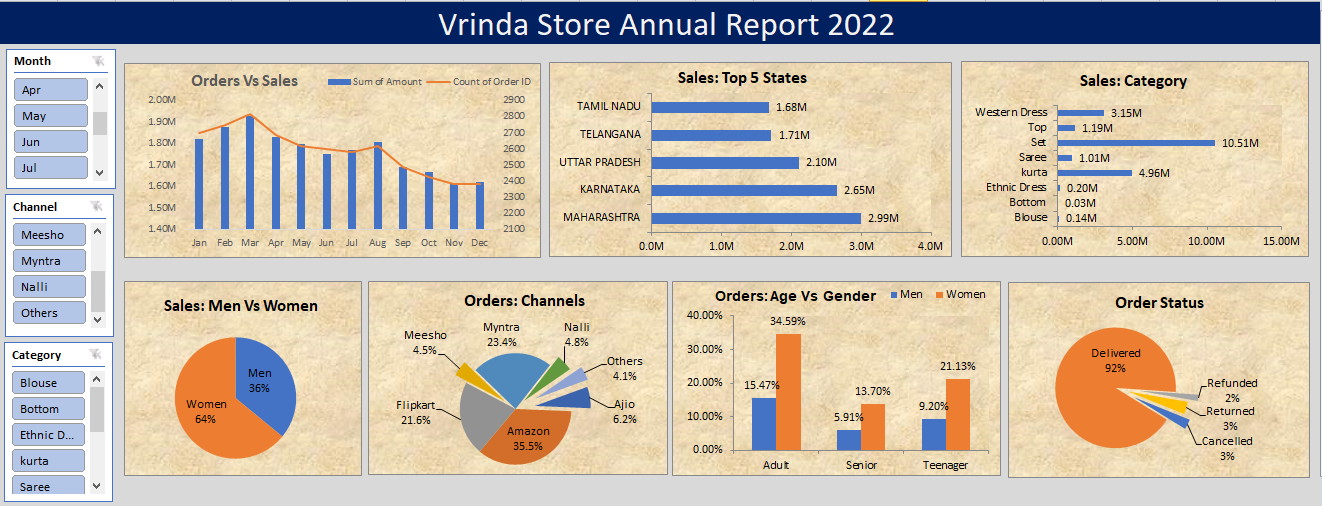 Vrinda Store Annual Report 2022
Month
Apr
May
Jun
Jul
Channel
Meesho
Myntra
Nalli
Others
Category
Blouse
Bottom
Ethnic D...
kurta
Saree
Orders Vs Sales
Sum of Amount
Count of Order ID
2.00M
1.90M
1.80M
1.70M
1.60M
1.50M
1.40M
2900
2800
2700
2600
2500
2400
2300
2200
2100
Jan Feb Mar Apr May Jun Jul Aug Sep Oct Nov Dec
Sales: Top 5 States
TAMIL NADU 1.68M
TELANGANA 1.71M
UTTAR PRADESH 2.10M
KARNATAKA 2.65M
MAHARASHTRA 2.99M
0.0M 1.0M 2.0M 3.0M 4.0M
Sales: Category
Western Dress 3.15M
Top 1.19M
Set 10.51M
Saree 1.01M
kurta 4.96M
Ethnic Dress 0.20M
Bottom 0.03M
Blouse 0.14M
0.00M 5.00M 10.00M 15.00M
Sales: Men Vs Women
Men
36%
Women
64%
Orders: Channels
Myntra
23.4%
Nalli
4.8%
Meesho
4.5%
Others
4.1%
Flipkart
21.6%
Ajio
6.2%
Amazon
35.5%
Orders: Age Vs Gender
Men
Women
40.00%
30.00%
20.00%
10.00%
0.00%
15.47%
34.59%
5.91%
13.70%
9.20%
21.13%
Adult Senior Teenager
Order Status
Delivered
92%
Refunded
2%
Returned
3%
Cancelled
3%